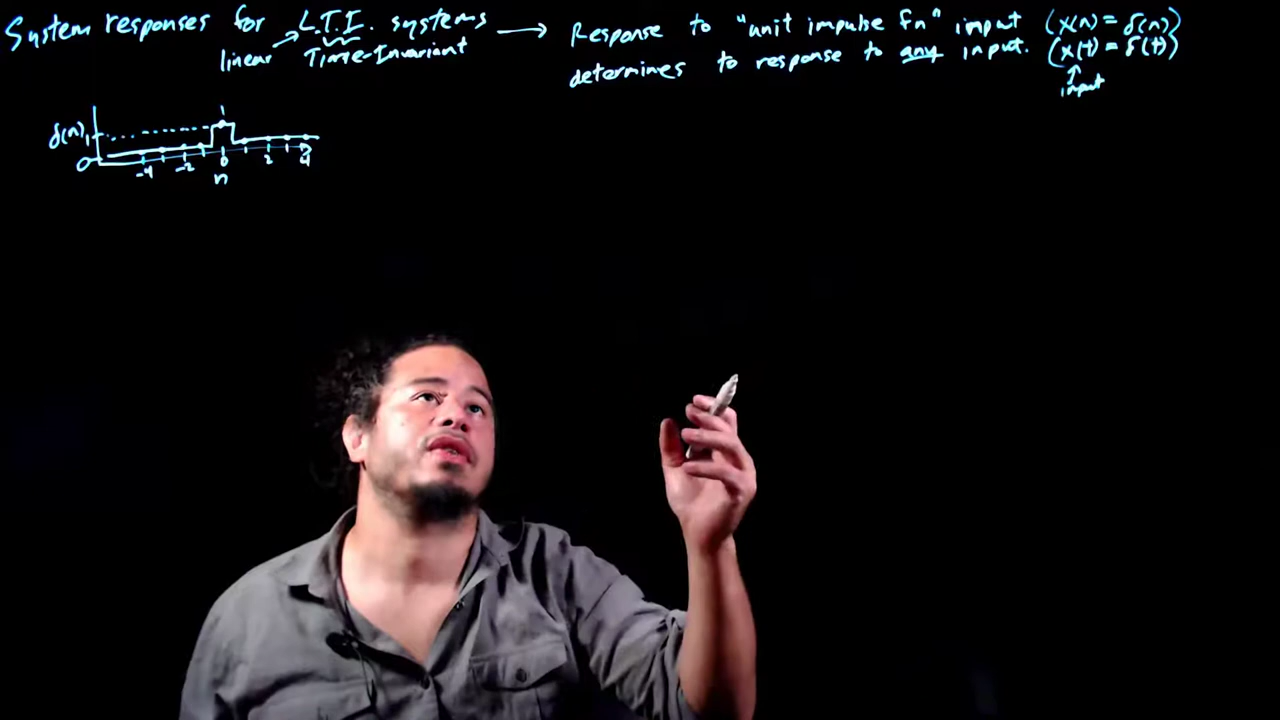 System responses for L.T.I. systems → Response to "unit impulse fn" input (x(n) = δ(n))
linear Time-Invariant determines to response to any input. (x(t) = δ(t))
input
δ(n) 1 1
0 -4 -2 0 2 4
n